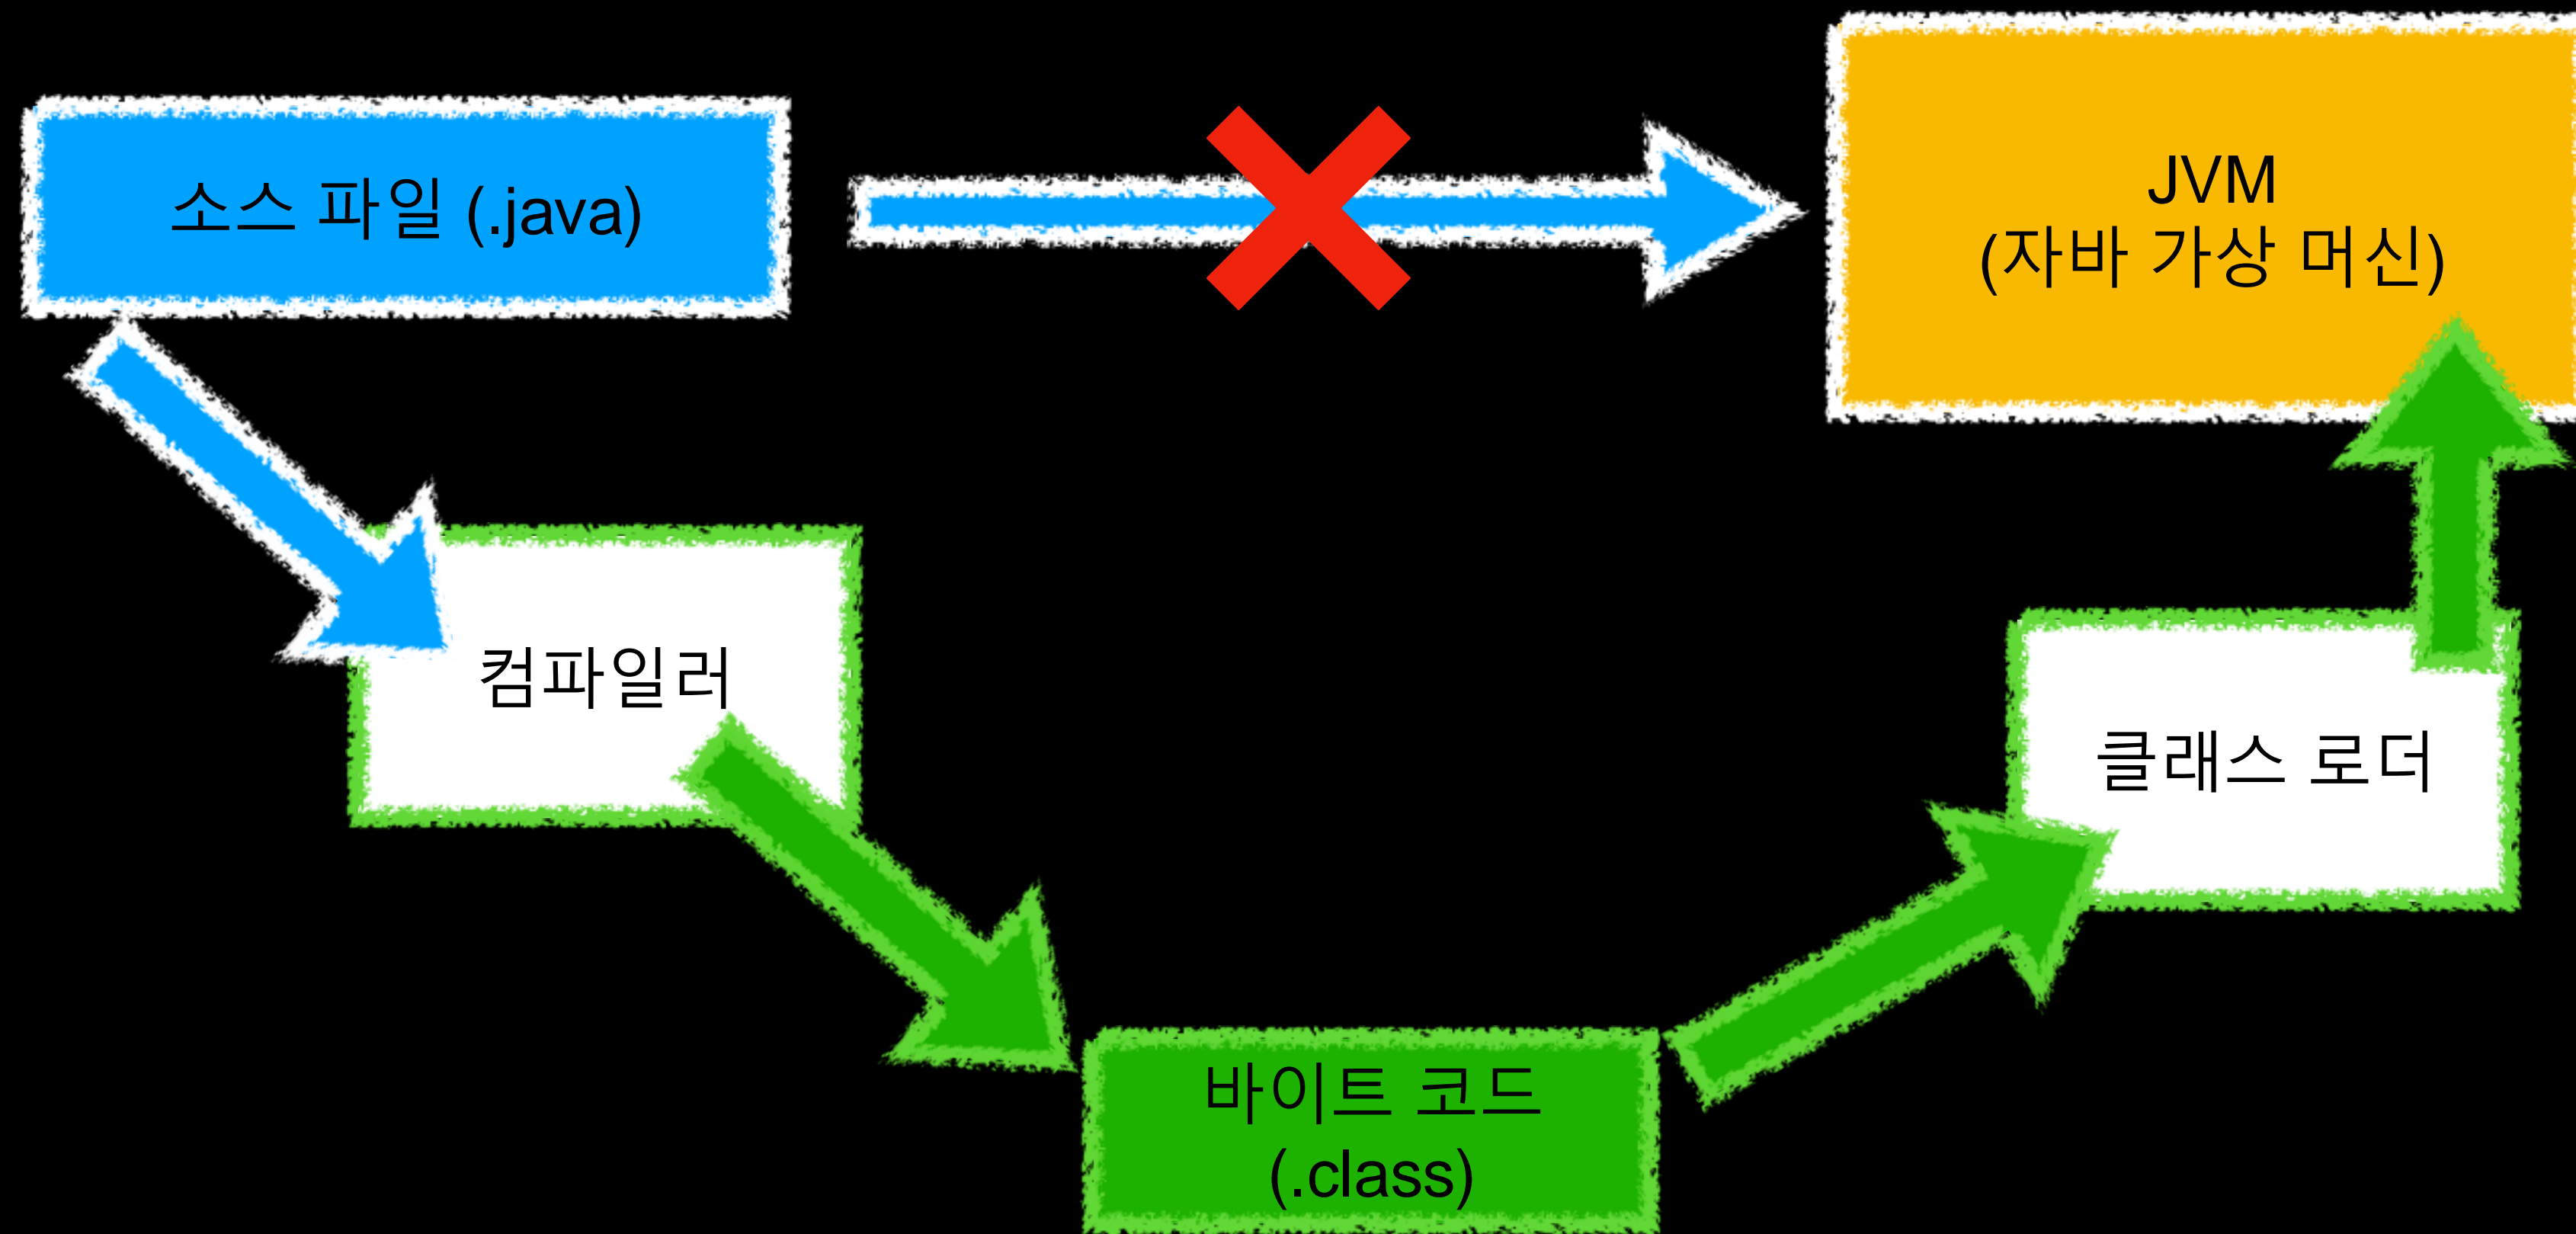 소스 파일 (.java)
JVM
(자바 가상 머신)
컴파일러
클래스 로더
바이트 코드
(.class)